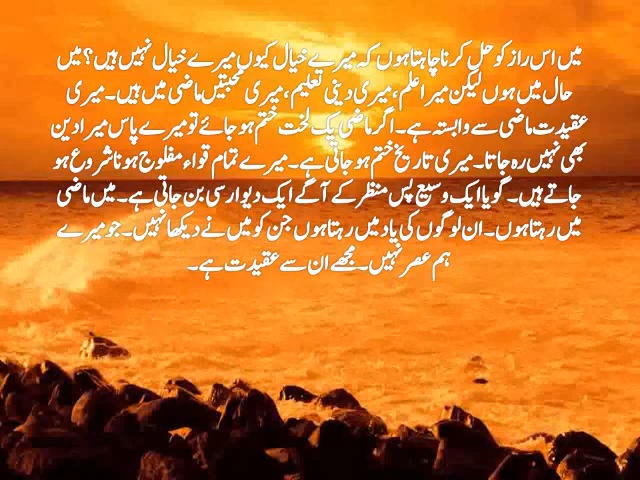 میں اس راز کو حل کرنا چاہتا ہوں کہ میرے خیال کیوں میرے خیال نہیں ہیں؟ میں
حال میں ہوں لیکن میرا علم، میری دینی تعلیم، میری محبتیں ماضی میں ہیں۔ میری
عقیدت ماضی سے وابستہ ہے۔ اگر ماضی یک لخت ختم ہو جائے تو میرے پاس میرا دین
بھی نہیں رہ جاتا۔ میری تاریخ ختم ہو جاتی ہے۔ میرے تمام قواء مفلوج ہونا شروع ہو
جاتے ہیں۔ گویا ایک وسیع پس منظر کے آگے ایک دیوار سی بن جاتی ہے۔ میں ماضی
میں رہتا ہوں۔ ان لوگوں کی یاد میں رہتا ہوں جن کو میں نے دیکھا نہیں۔ جو میرے
ہم عصر نہیں۔ مجھے ان سے عقیدت ہے۔